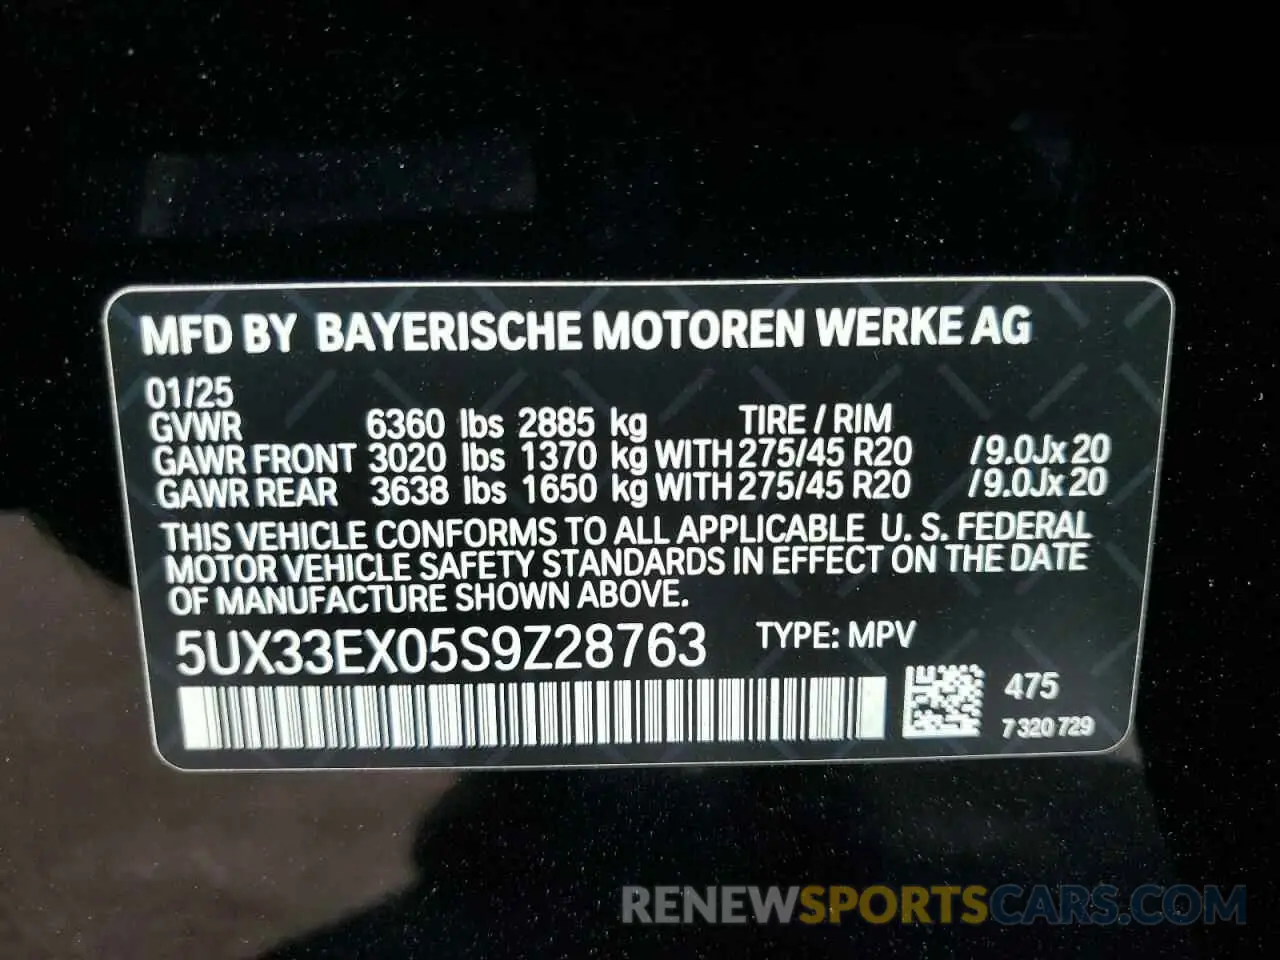 MFD BY BAYERISCHE MOTOREN WERKE AG
01/25
GVWR 6360 lbs 2885 kg TIRE / RIM
GAWR FRONT 3020 lbs 1370 kg WITH 275/45 R20 /9.0Jx20
GAWR REAR 3638 lbs 1650 kg WITH 275/45 R20 /9.0Jx20
THIS VEHICLE CONFORMS TO ALL APPLICABLE U. S. FEDERAL
MOTOR VEHICLE SAFETY STANDARDS IN EFFECT ON THE DATE
OF MANUFACTURE SHOWN ABOVE.
5UX33EX05S9Z28763 TYPE: MPV
475
7 320 729
RENEWSPORTSCARS.COM